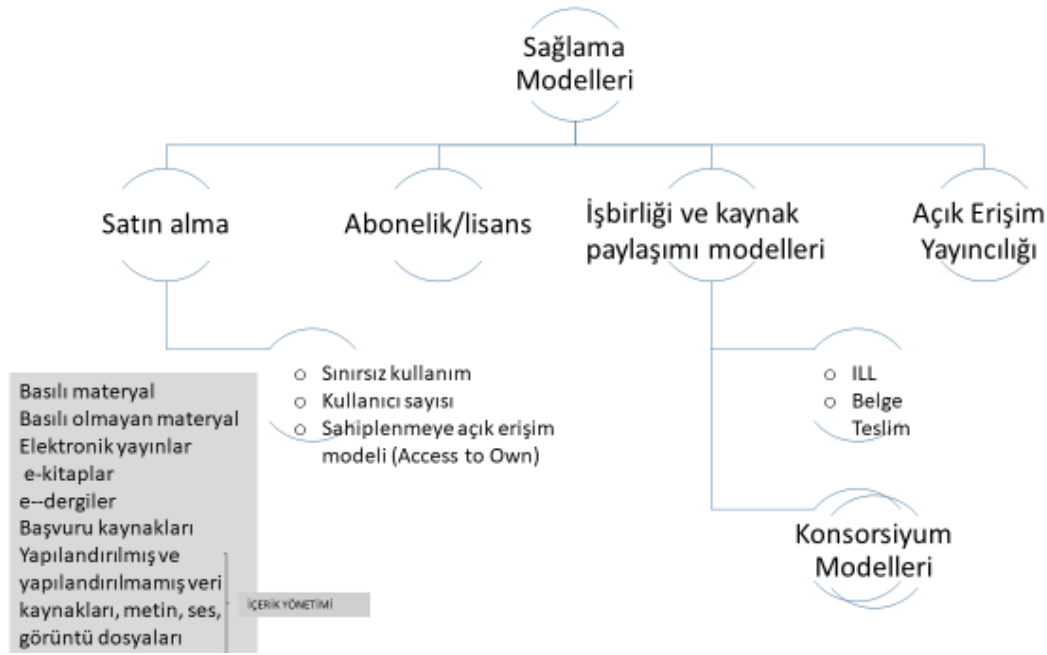 Sağlama
Modelleri
Satın alma
Abonelik/lisans
İşbirliği ve kaynak
paylaşımı modelleri
Açık Erişim
Yayıncılığı
o Sınırsız kullanım
o Kullanıcı sayısı
o Sahiplenmeye açık erişim
modeli (Access to Own)
o ILL
o Belge
Teslim
Konsorsiyum
Modelleri
Basılı materyal
Basılı olmayan materyal
Elektronik yayınlar
e-kitaplar
e--dergiler
Başvuru kaynakları
Yapılandırılmış ve
yapılandırılmamış veri
kaynakları, metin, ses,
görüntü dosyaları
İÇERİK YÖNETİMİ